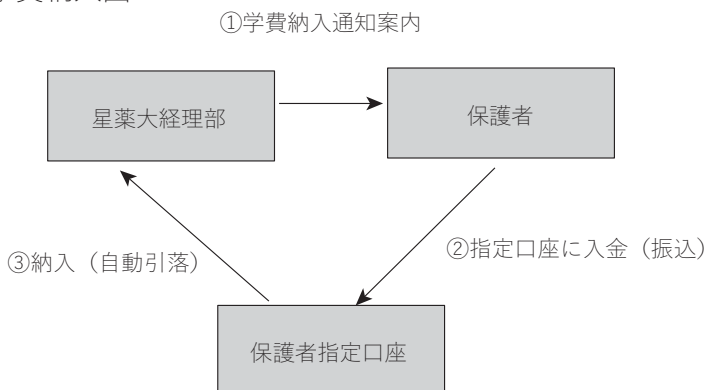 ①学費納入通知案内
星薬大経理部
保護者
②指定口座に入金（振込）
③納入（自動引落）
保護者指定口座